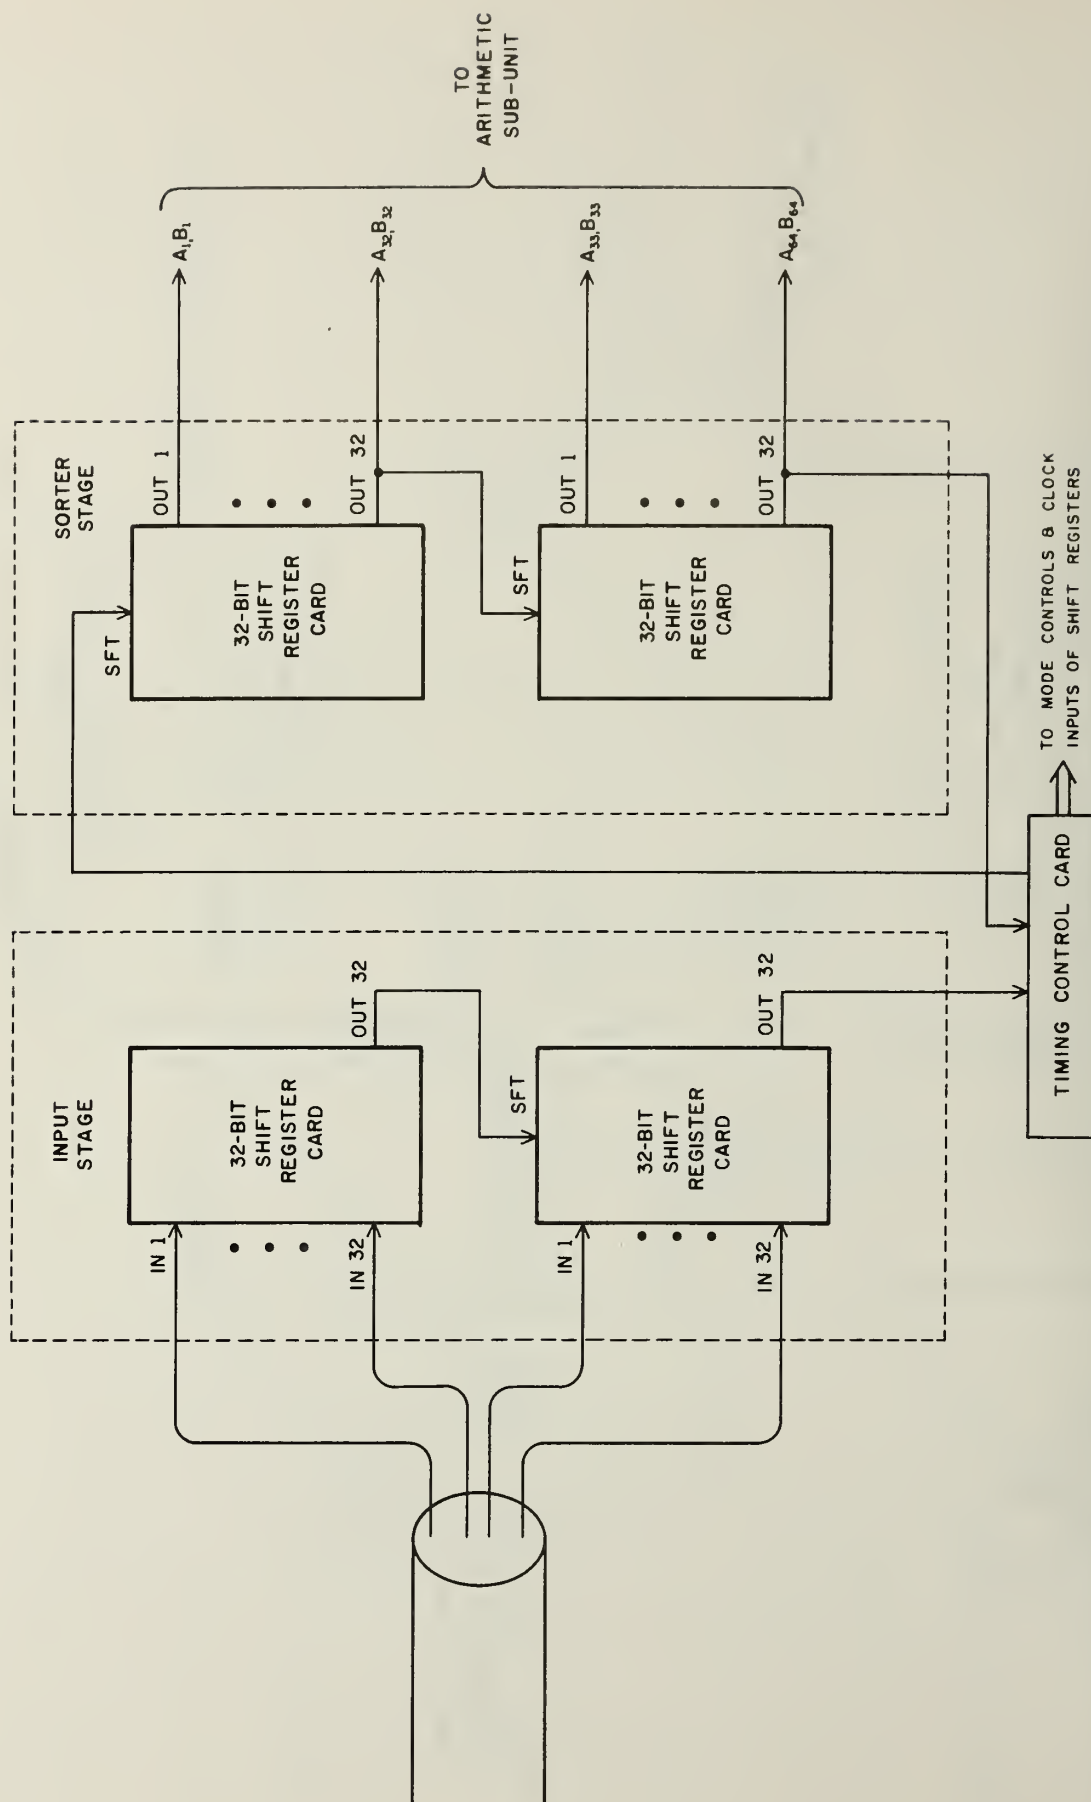 INPUT
STAGE
IN 1
IN 32
32-BIT
SHIFT
REGISTER
CARD
OUT 32
SFT
IN 1
IN 32
32-BIT
SHIFT
REGISTER
CARD
OUT 32
SORTER
STAGE
SFT
32-BIT
SHIFT
REGISTER
CARD
OUT 1
OUT 32
SFT
32-BIT
SHIFT
REGISTER
CARD
OUT 1
OUT 32
A₁,B₁
A₃₂,B₃₂
A₃₃,B₃₃
A₆₄,B₆₄
TO
ARITHMETIC
SUB-UNIT
TIMING CONTROL CARD
TO MODE CONTROLS & CLOCK
INPUTS OF SHIFT REGISTERS